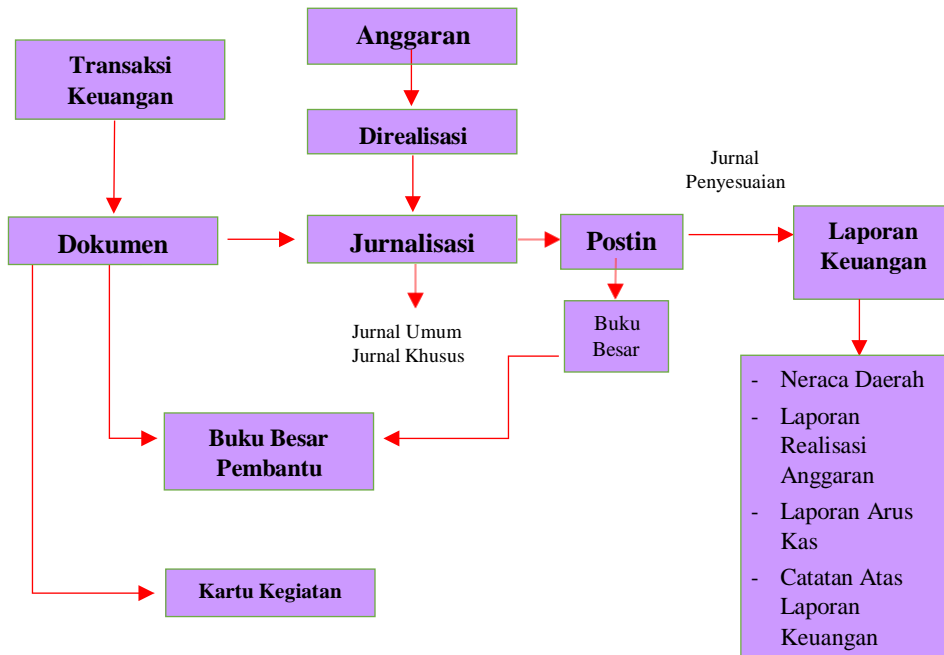 Anggaran
Transaksi
Keuangan
Direalisasi
Jurnal
Penyesuaian
Dokumen
Jurnalisasi
Postin
Laporan
Keuangan
Jurnal Umum
Jurnal Khusus
Buku
Besar
Buku Besar
Pembantu
Kartu Kegiatan
- Neraca Daerah
- Laporan
Realisasi
Anggaran
- Laporan Arus
Kas
- Catatan Atas
Laporan
Keuangan